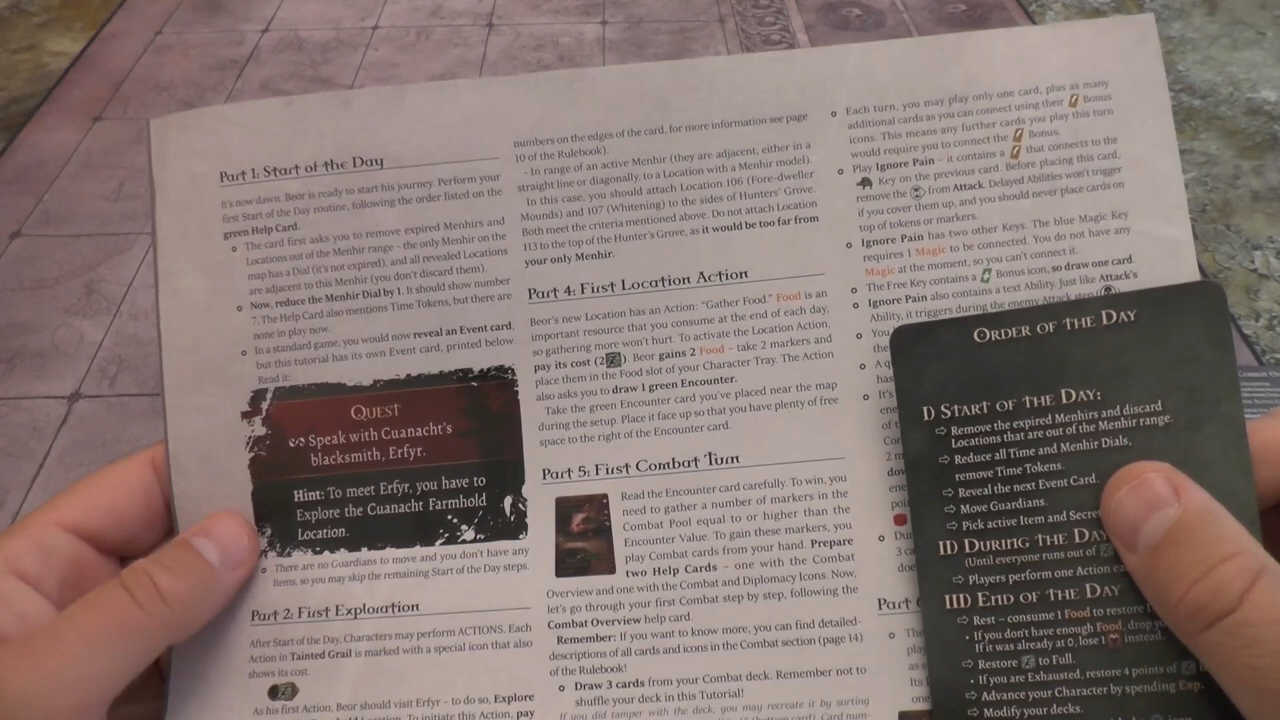 Part 1: Start of the Day
It's now dawn. Beor is ready to start his journey. Perform your
first Start of the Day routine, following the order listed on the
green Help Card.
The card first asks you to remove expired Menhirs and
Locations out of the Menhir range – the only Menhir on the
map has a Dial (it's not expired), and all revealed Locations
are adjacent to this Menhir (you don't discard them).
Now, reduce the Menhir Dial by 1. It should show number
7. The Help Card also mentions Time Tokens, but there are
none in play now.
In a standard game, you would now reveal an Event card,
but this tutorial has its own Event card, printed below.
Read it:
QUEST
Speak with Cuanacht's
blacksmith, Erfyr.
Hint: To meet Erfyr, you have to
Explore the Cuanacht Farmhold
Location.
There are no Guardians to move and you don't have any
Items, so you may skip the remaining Start of the Day steps.
Part 2: First Exploration
After Start of the Day, Characters may perform ACTIONS. Each
Action in Tainted Grail is marked with a special icon that also
shows its cost.
As his first Action, Beor should visit Erfyr – to do so, Explore
Location. To initiate this Action, pay
numbers on the edges of the card, for more information see page
10 of the Rulebook).
- In range of an active Menhir (they are adjacent, either in a
straight line or diagonally, to a Location with a Menhir model).
In this case, you should attach Location 106 (Fore-dweller
Mounds) and 107 (Whitening) to the sides of Hunters' Grove.
Both meet the criteria mentioned above. Do not attach Location
113 to the top of the Hunter's Grove, as it would be too far from
your only Menhir.
Part 4: First Location Action
Beor's new Location has an Action: "Gather Food." Food is an
important resource that you consume at the end of each day,
so gathering more won't hurt. To activate the Location Action,
pay its cost (2). Beor gains 2 Food – take 2 markers and
place them in the Food slot of your Character Tray. The Action
also asks you to draw 1 green Encounter.
Take the green Encounter card you've placed near the map
during the setup. Place it face up so that you have plenty of free
space to the right of the Encounter card.
Part 5: First Combat Turn
Read the Encounter card carefully. To win, you
need to gather a number of markers in the
Combat Pool equal to or higher than the
Encounter Value. To gain these markers, you
play Combat cards from your hand. Prepare
two Help Cards – one with the Combat
Overview and one with the Combat and Diplomacy Icons. Now,
let's go through your first Combat step by step, following the
Combat Overview help card.
Remember: If you want to know more, you can find detailed-
descriptions of all cards and icons in the Combat section (page 14)
of the Rulebook!
Draw 3 cards from your Combat deck. Remember not to
shuffle your deck in this Tutorial!
If you did tamper with the deck, you may recreate it by sorting
Each turn, you may play only one card, plus as many
additional cards as you can connect using their Bonus
icons. This means any further cards you play this turn
would require you to connect the Bonus.
Play Ignore Pain – it contains a that connects to the
Key on the previous card. Before placing this card,
remove the from Attack. Delayed Abilities won't trigger
if you cover them up, and you should never place cards on
top of tokens or markers.
Ignore Pain has two other Keys. The blue Magic Key
requires 1 Magic to be connected. You do not have any
Magic at the moment, so you can't connect it.
The Free Key contains a Bonus icon, so draw one card.
Ignore Pain also contains a text Ability. Just like Attack's
Ability, it triggers during the enemy Attack step
ORDER OF THE DAY
I) START OF THE DAY:
⇨ Remove the expired Menhirs and discard
Locations that are out of the Menhir range.
⇨ Reduce all Time and Menhir Dials,
remove Time Tokens.
⇨ Reveal the next Event Card.
⇨ Move Guardians.
⇨ Pick active Item and
II) DURING THE DAY
(Until everyone runs out of
⇨ Players perform one Action
III) END OF THE DAY
⇨ Rest – consume 1 Food to restore
• If you don't have enough Food, drop
If it was already at 0, lose 1 instead.
⇨ Restore to Full.
• If you are Exhausted, restore 4 points of
⇨ Advance your Character by spending Exp.
⇨ Modify your decks.